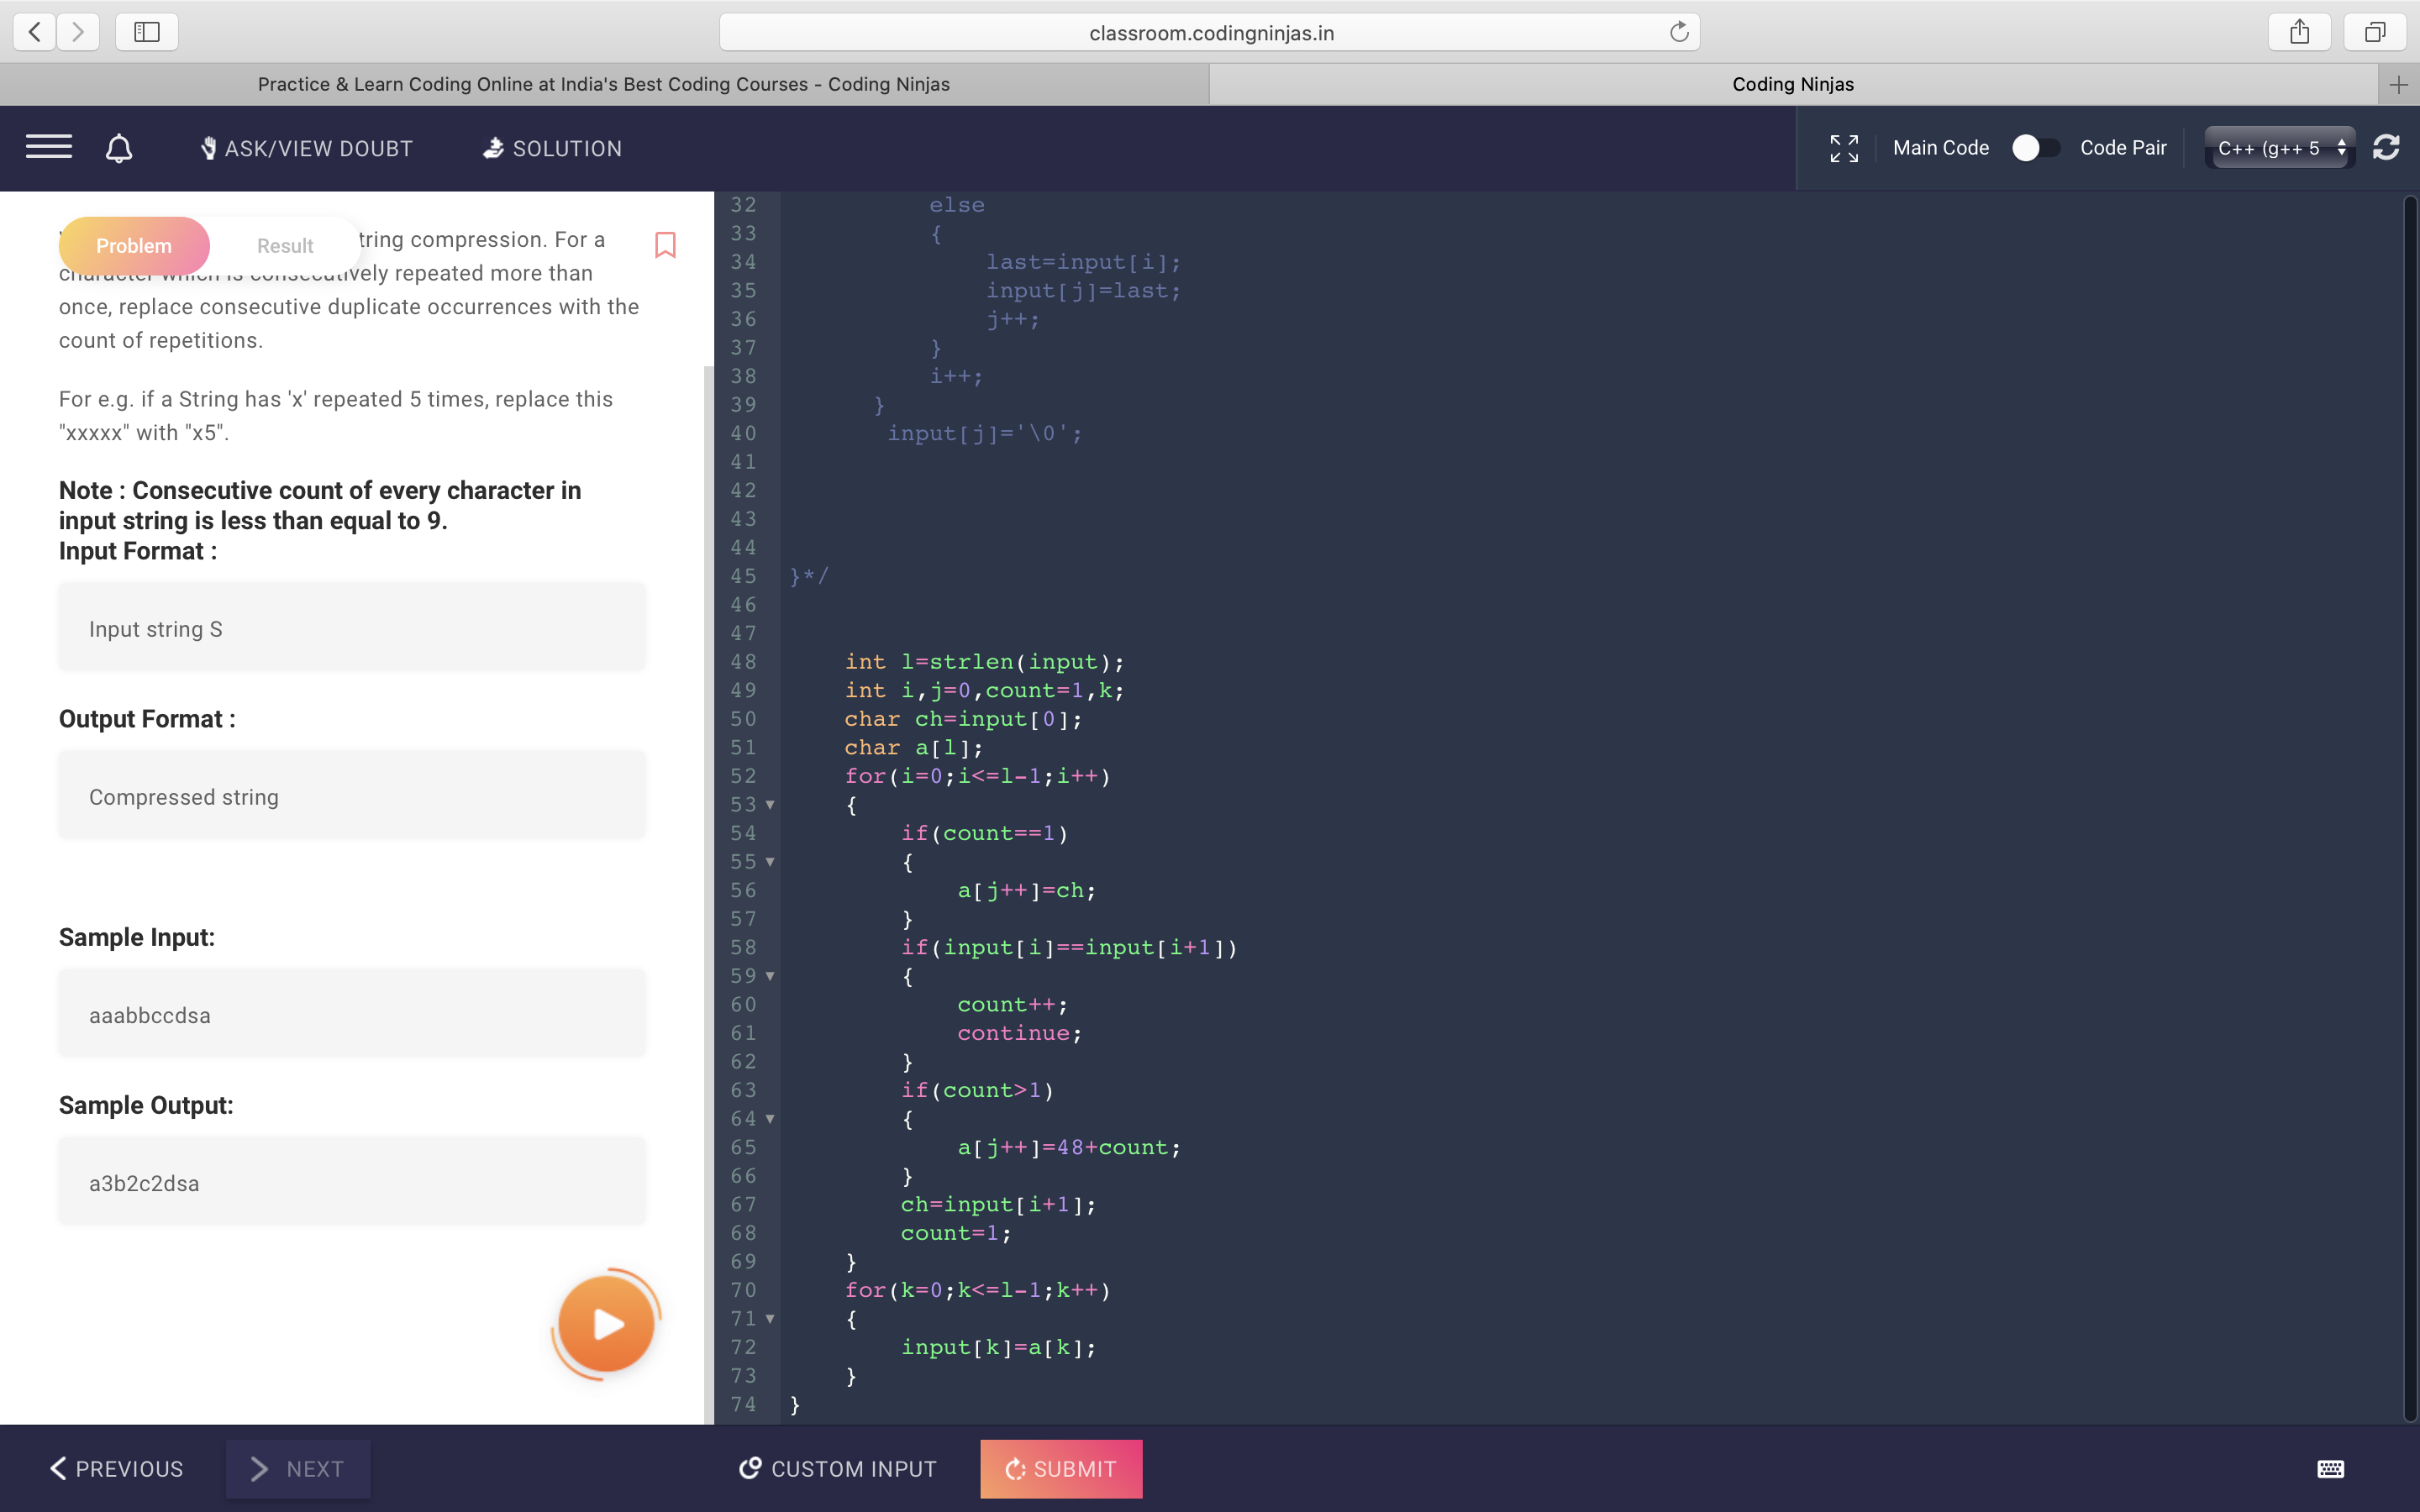 classroom.codingninjas.in
Practice & Learn Coding Online at India's Best Coding Courses - Coding Ninjas
Coding Ninjas
ASK/VIEW DOUBT
SOLUTION
Main Code
Code Pair
C++ (g++ 5
Problem
Result
tring compression. For a
character which is consecutively repeated more than
once, replace consecutive duplicate occurrences with the
count of repetitions.
For e.g. if a String has 'x' repeated 5 times, replace this
"xxxxx" with "x5".
Note : Consecutive count of every character in
input string is less than equal to 9.
Input Format :
Input string S
Output Format :
Compressed string
Sample Input:
aaabbccdsa
Sample Output:
a3b2c2dsa
32 else
33 {
34 last=input[i];
35 input[j]=last;
36 j++;
37 }
38 i++;
39 }
40 input[j]='\0';
41
42
43
44
45 }*/
46
47
48 int l=strlen(input);
49 int i,j=0,count=1,k;
50 char ch=input[0];
51 char a[l];
52 for(i=0;i<=l-1;i++)
53 {
54 if(count==1)
55 {
56 a[j++]=ch;
57 }
58 if(input[i]==input[i+1])
59 {
60 count++;
61 continue;
62 }
63 if(count>1)
64 {
65 a[j++]=48+count;
66 }
67 ch=input[i+1];
68 count=1;
69 }
70 for(k=0;k<=l-1;k++)
71 {
72 input[k]=a[k];
73 }
74 }
PREVIOUS
NEXT
CUSTOM INPUT
SUBMIT